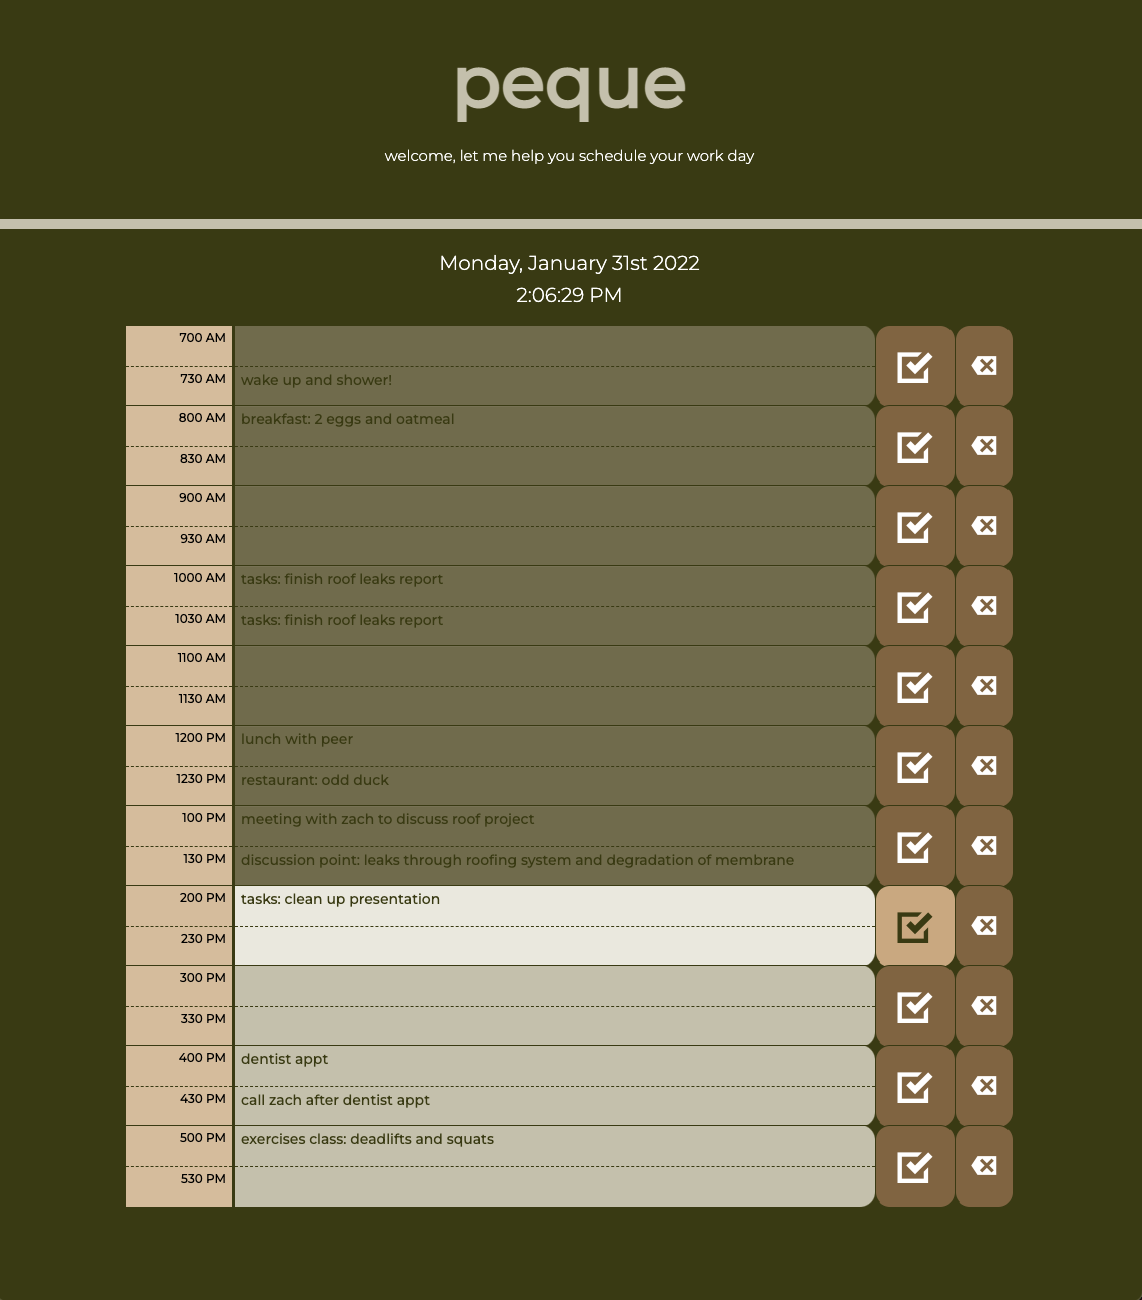 peque
welcome, let me help you schedule your work day
Monday, January 31st 2022
2:06:29 PM
700 AM
730 AM wake up and shower!
800 AM breakfast: 2 eggs and oatmeal
830 AM
900 AM
930 AM
1000 AM tasks: finish roof leaks report
1030 AM tasks: finish roof leaks report
1100 AM
1130 AM
1200 PM lunch with peer
1230 PM restaurant: odd duck
100 PM meeting with zach to discuss roof project
130 PM discussion point: leaks through roofing system and degradation of membrane
200 PM tasks: clean up presentation
230 PM
300 PM
330 PM
400 PM dentist appt
430 PM call zach after dentist appt
500 PM exercises class: deadlifts and squats
530 PM